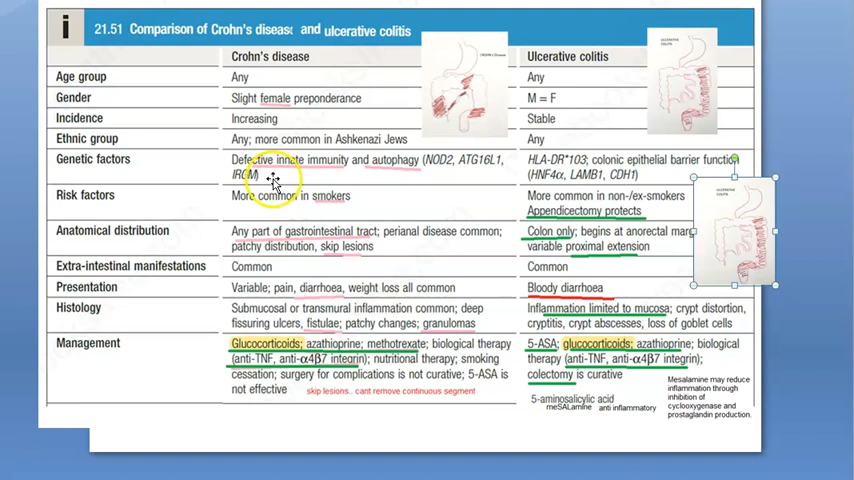 i
21.51 Comparison of Crohn's disease and ulcerative colitis
Crohn's disease
Ulcerative colitis
CROHN's Disease
ULCERATIVE COLITIS
Age group
Any
Any
Gender
Slight female preponderance
M = F
Incidence
Increasing
Stable
Ethnic group
Any; more common in Ashkenazi Jews
Any
Genetic factors
Defective innate immunity and autophagy (NOD2, ATG16L1,
IRGM)
HLA-DR*103; colonic epithelial barrier function
(HNF4α, LAMB1, CDH1)
Risk factors
More common in smokers
More common in non-/ex-smokers
Appendicectomy protects
ULCERATIVE COLITIS
Anatomical distribution
Any part of gastrointestinal tract; perianal disease common;
patchy distribution, skip lesions
Colon only; begins at anorectal marg
variable proximal extension
Extra-intestinal manifestations
Common
Common
Presentation
Variable; pain, diarrhoea, weight loss all common
Bloody diarrhoea
Histology
Submucosal or transmural inflammation common; deep
fissuring ulcers, fistulae; patchy changes; granulomas
Inflammation limited to mucosa; crypt distortion,
cryptitis, crypt abscesses, loss of goblet cells
Management
Glucocorticoids; azathioprine; methotrexate; biological therapy
(anti-TNF, anti-α4β7 integrin); nutritional therapy; smoking
cessation; surgery for complications is not curative; 5-ASA is
not effective
skip lesions.. cant remove continuous segment
5-ASA; glucocorticoids; azathioprine; biological
therapy (anti-TNF, anti-α4β7 integrin);
colectomy is curative
5-aminosalicylic acid
meSALamine anti inflammatory
Mesalamine may reduce
inflammation through
inhibition of
cyclooxygenase and
prostaglandin production.